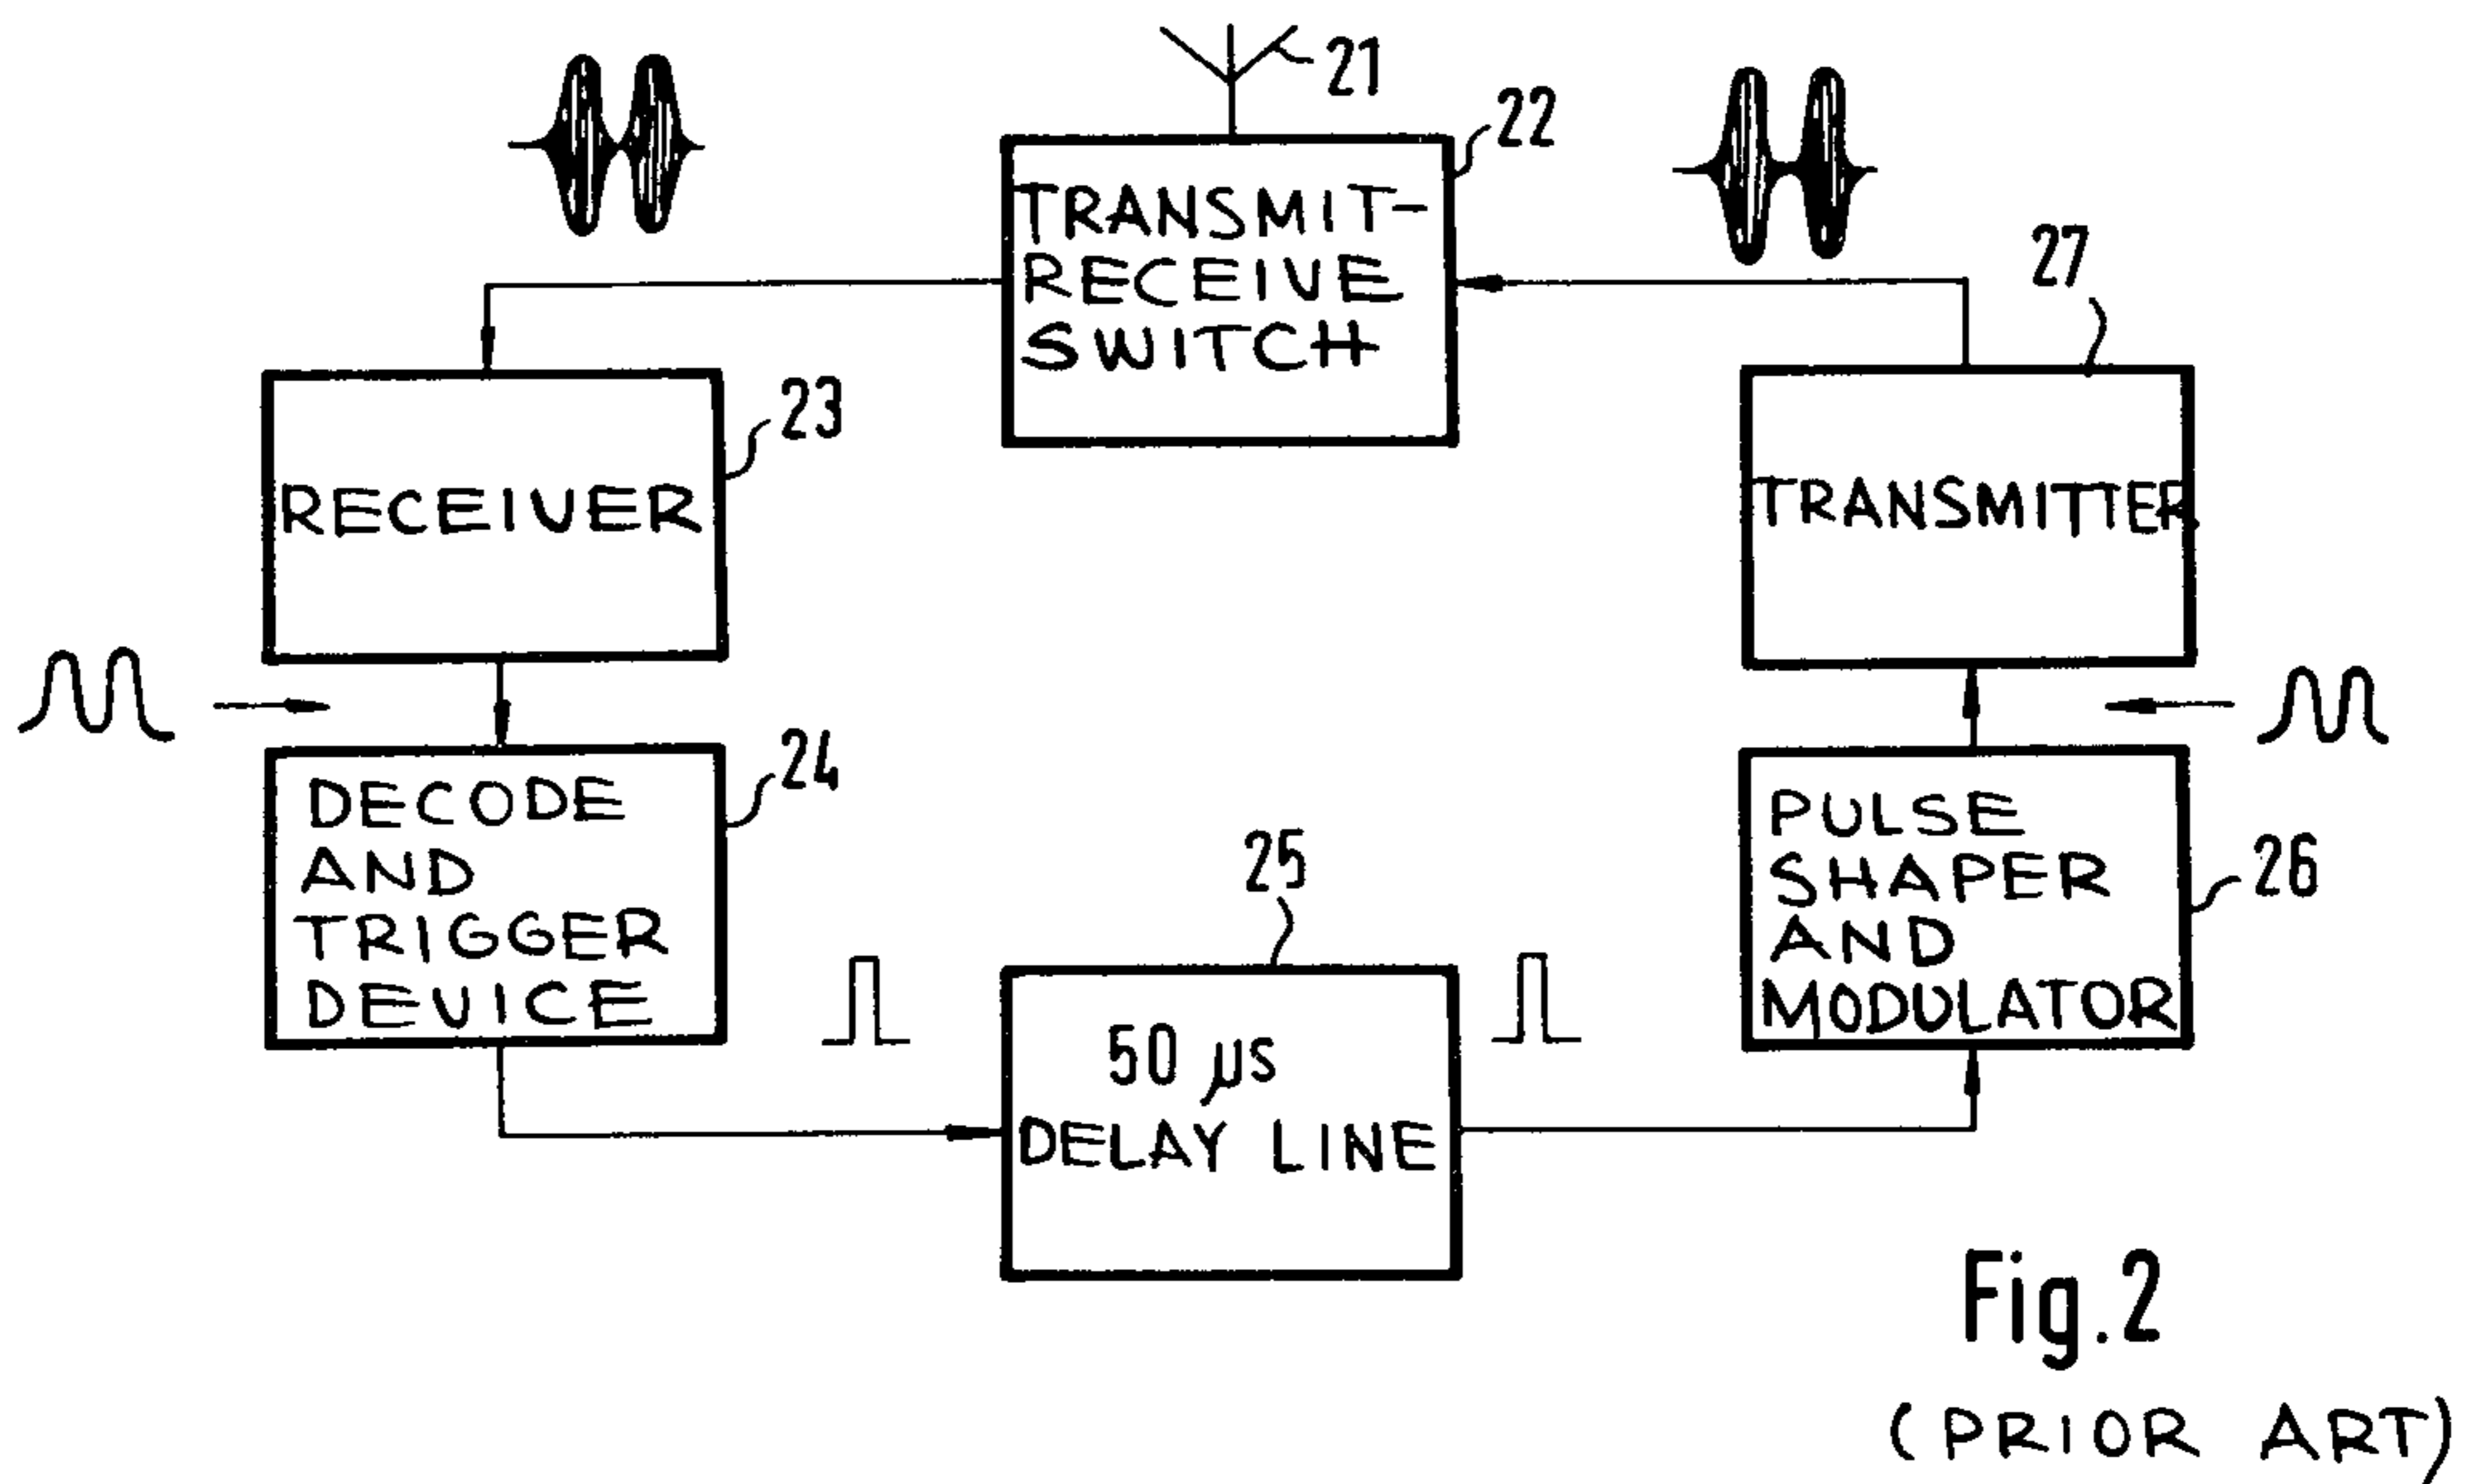 21
22
TRANSMIT-
RECEIVE
SWITCH
27
23
RECEIVER
TRANSMITTER
24
DECODE
AND
TRIGGER
DEVICE
25
50 µs
DELAY LINE
26
PULSE
SHAPER
AND
MODULATOR
Fig.2
(PRIOR ART)